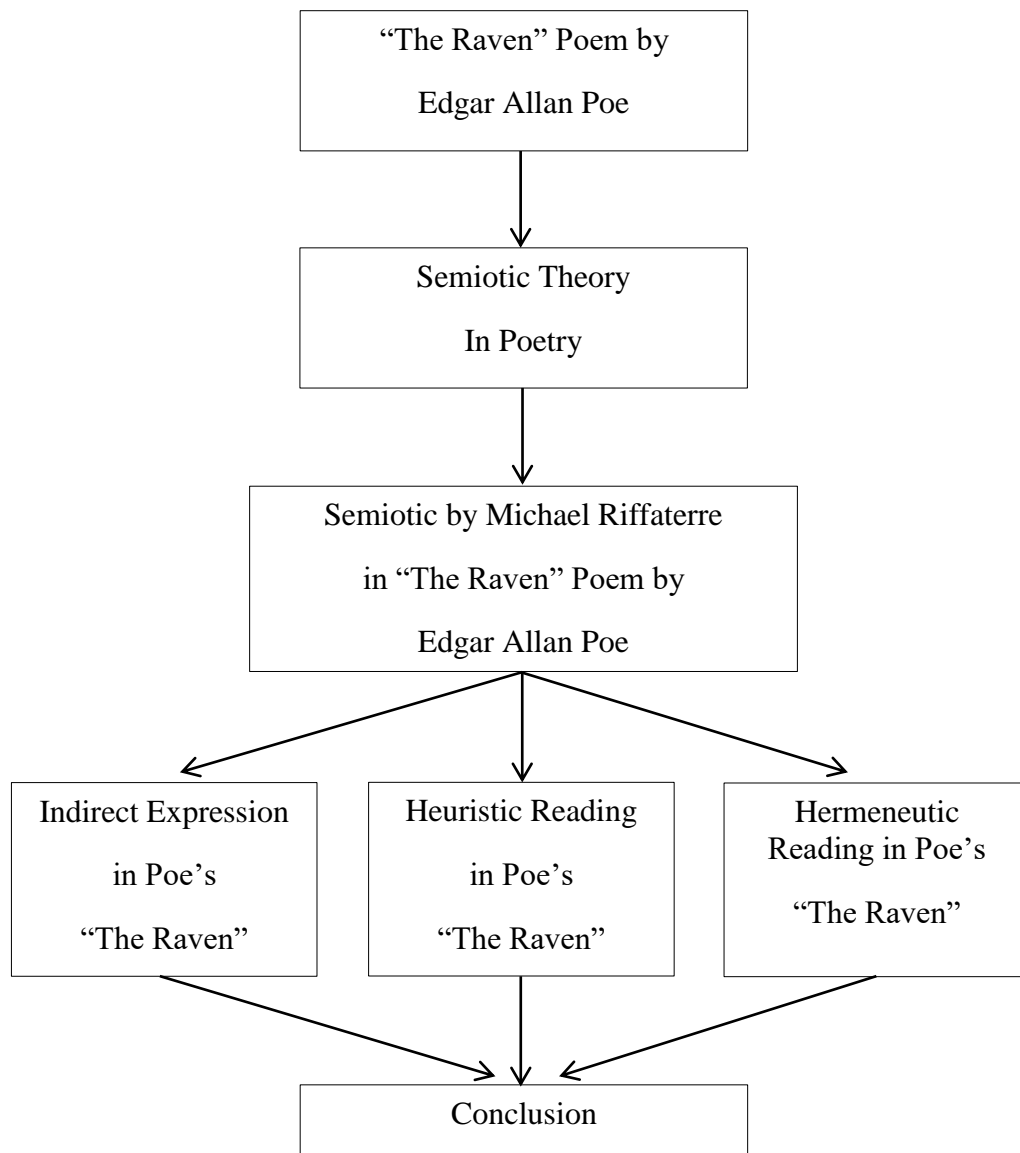 “The Raven” Poem by
Edgar Allan Poe
Semiotic Theory
In Poetry
Semiotic by Michael Riffaterre
in “The Raven” Poem by
Edgar Allan Poe
Indirect Expression
in Poe’s
“The Raven”
Heuristic Reading
in Poe’s
“The Raven”
Hermeneutic
Reading in Poe’s
“The Raven”
Conclusion